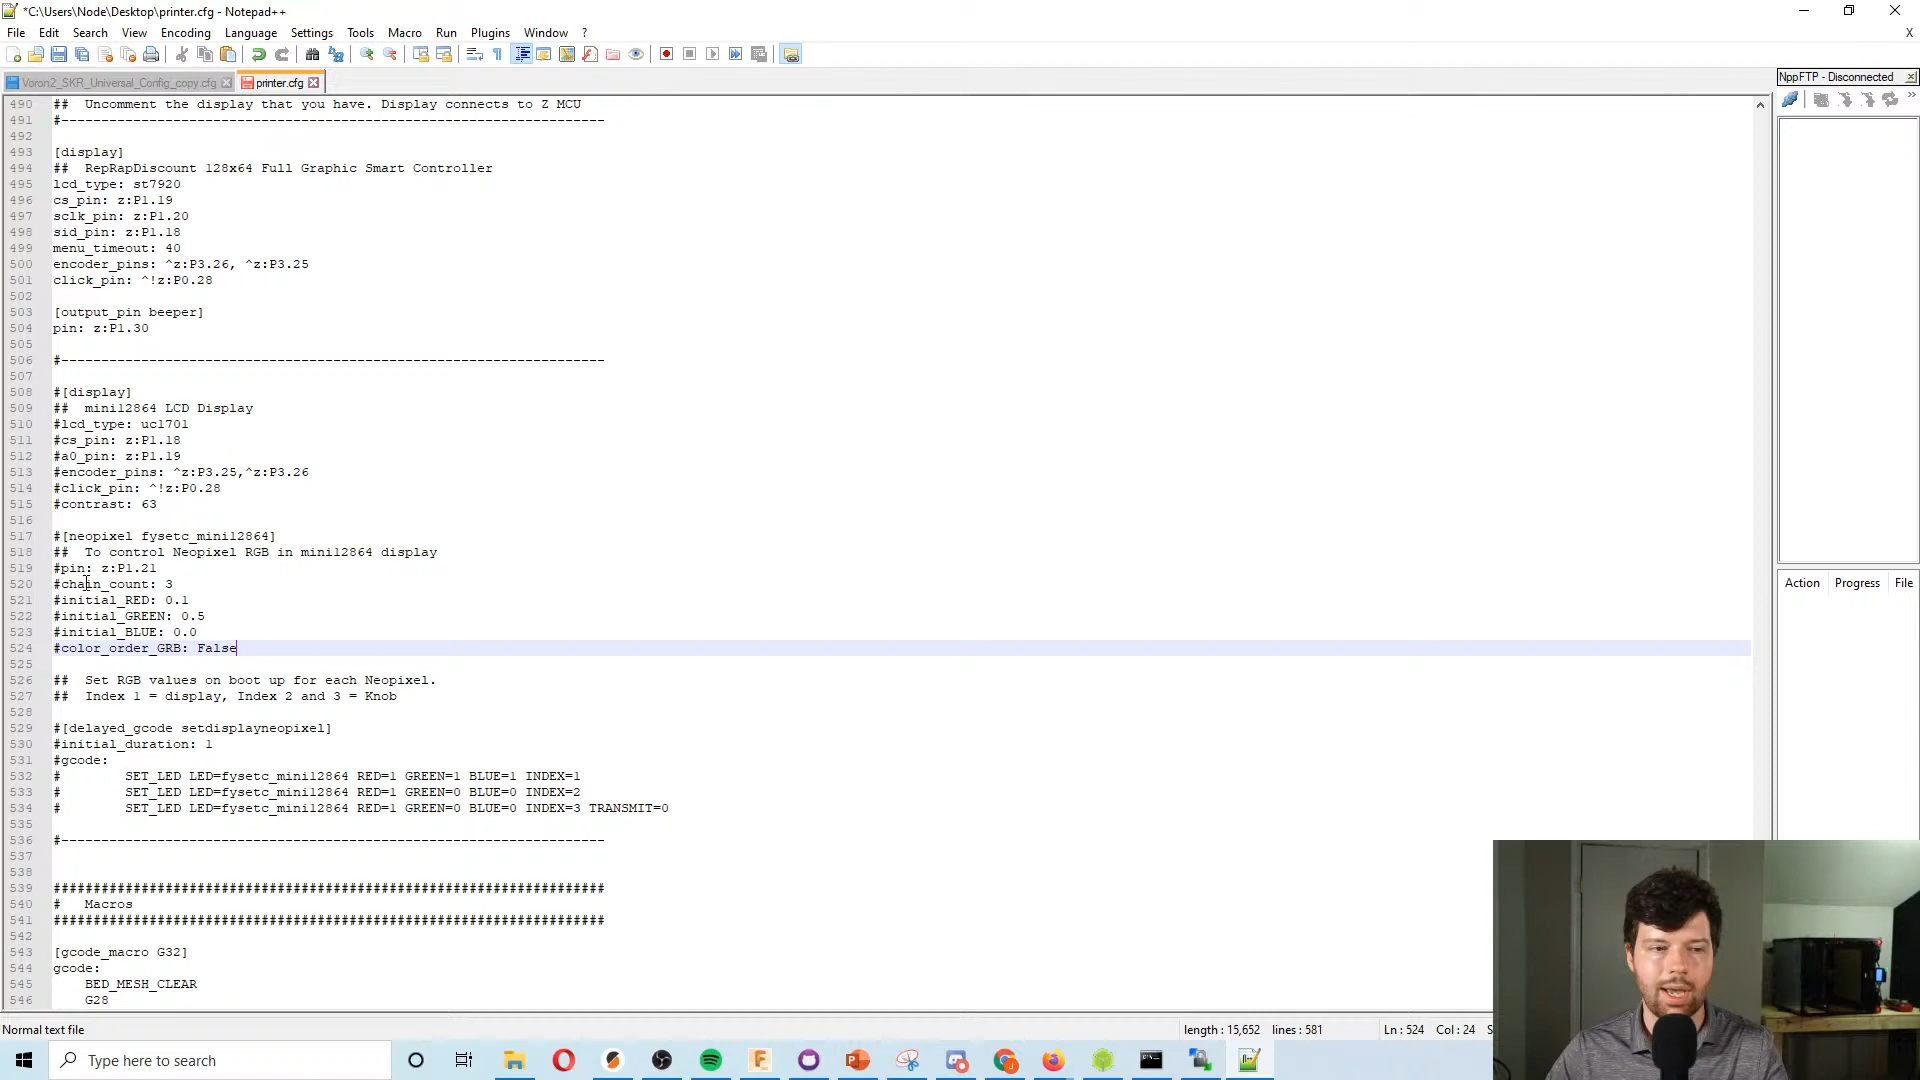 *C:\Users\Node\Desktop\printer.cfg - Notepad++
File Edit Search View Encoding Language Settings Tools Macro Run Plugins Window ? X
Voron2_SKR_Universal_Config_copy.cfg printer.cfg
NppFTP - Disconnected
490 ##  Uncomment the display that you have. Display connects to Z MCU
491 #--------------------------------------------------------------------
492
493 [display]
494 ##  RepRapDiscount 128x64 Full Graphic Smart Controller
495 lcd_type: st7920
496 cs_pin: z:P1.19
497 sclk_pin: z:P1.20
498 sid_pin: z:P1.18
499 menu_timeout: 40
500 encoder_pins: ^z:P3.26, ^z:P3.25
501 click_pin: ^!z:P0.28
502
503 [output_pin beeper]
504 pin: z:P1.30
505
506 #--------------------------------------------------------------------
507
508 #[display]
509 ##  mini12864 LCD Display
510 #lcd_type: uc1701
511 #cs_pin: z:P1.18
512 #a0_pin: z:P1.19
513 #encoder_pins: ^z:P3.25,^z:P3.26
514 #click_pin: ^!z:P0.28
515 #contrast: 63
516
517 #[neopixel fysetc_mini12864]
518 ##  To control Neopixel RGB in mini12864 display
519 #pin: z:P1.21
520 #chain_count: 3
521 #initial_RED: 0.1
522 #initial_GREEN: 0.5
523 #initial_BLUE: 0.0
524 #color_order_GRB: False
525
526 ##  Set RGB values on boot up for each Neopixel.
527 ##  Index 1 = display, Index 2 and 3 = Knob
528
529 #[delayed_gcode setdisplayneopixel]
530 #initial_duration: 1
531 #gcode:
532 #        SET_LED LED=fysetc_mini12864 RED=1 GREEN=1 BLUE=1 INDEX=1
533 #        SET_LED LED=fysetc_mini12864 RED=1 GREEN=0 BLUE=0 INDEX=2
534 #        SET_LED LED=fysetc_mini12864 RED=1 GREEN=0 BLUE=0 INDEX=3 TRANSMIT=0
535
536 #--------------------------------------------------------------------
537
538
539 #####################################################################
540 #   Macros
541 #####################################################################
542
543 [gcode_macro G32]
544 gcode:
545     BED_MESH_CLEAR
546     G28
Action Progress File
Normal text file length : 15,652 lines : 581 Ln : 524 Col : 24 S
Type here to search